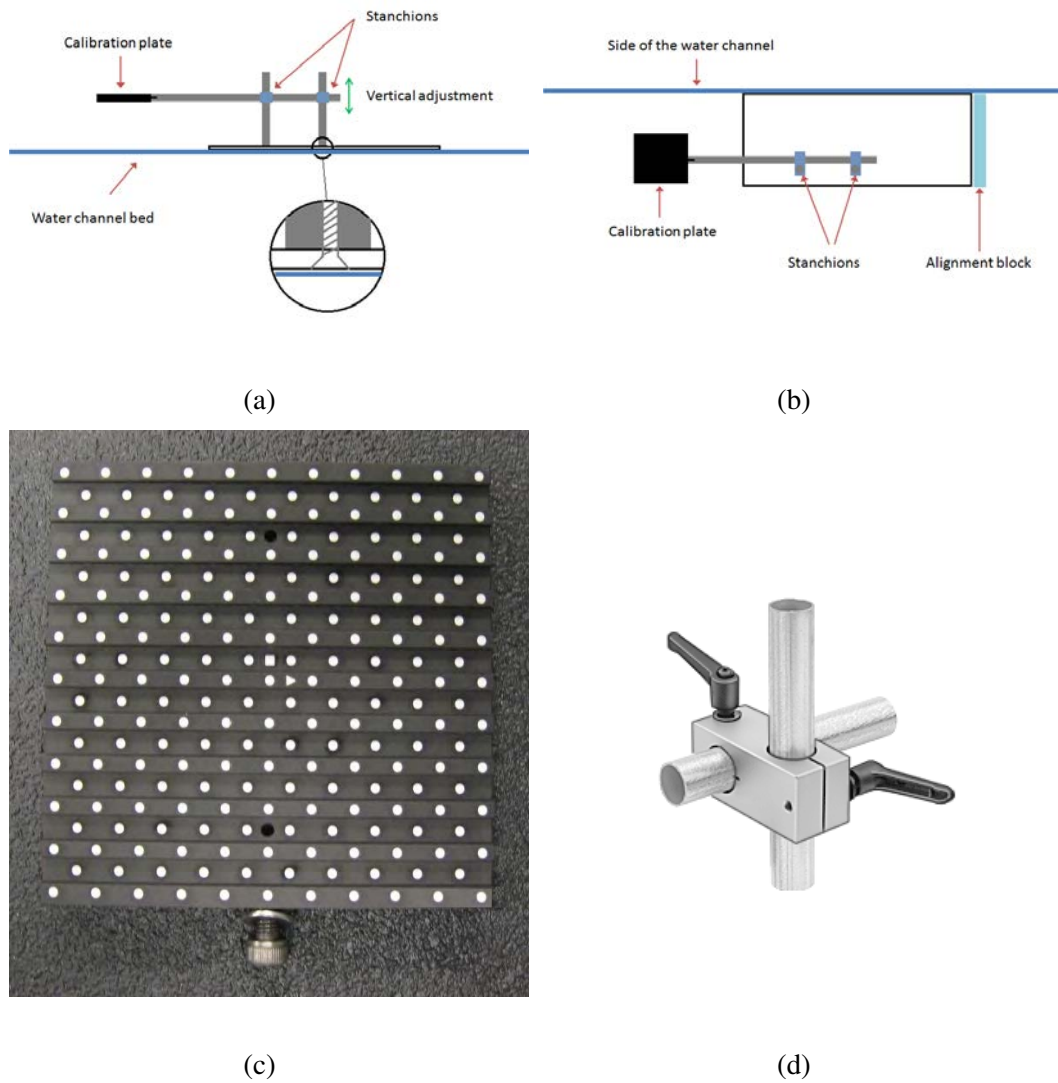 Stanchions
Calibration plate
Vertical adjustment
Water channel bed
(a)
Side of the water channel
Calibration plate
Stanchions
Alignment block
(b)
(c)
(d)